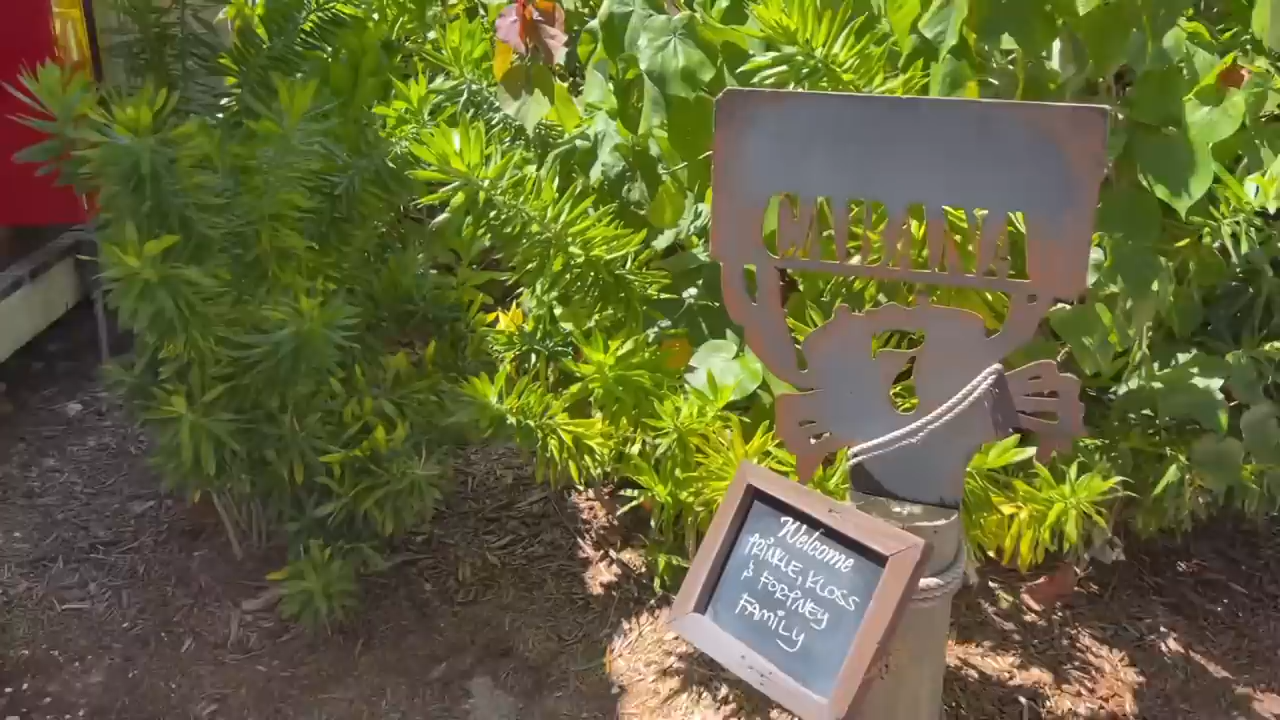 CABANA
7
Welcome
PRINKLE, KLOSS
& FORTNEY
FAMILY